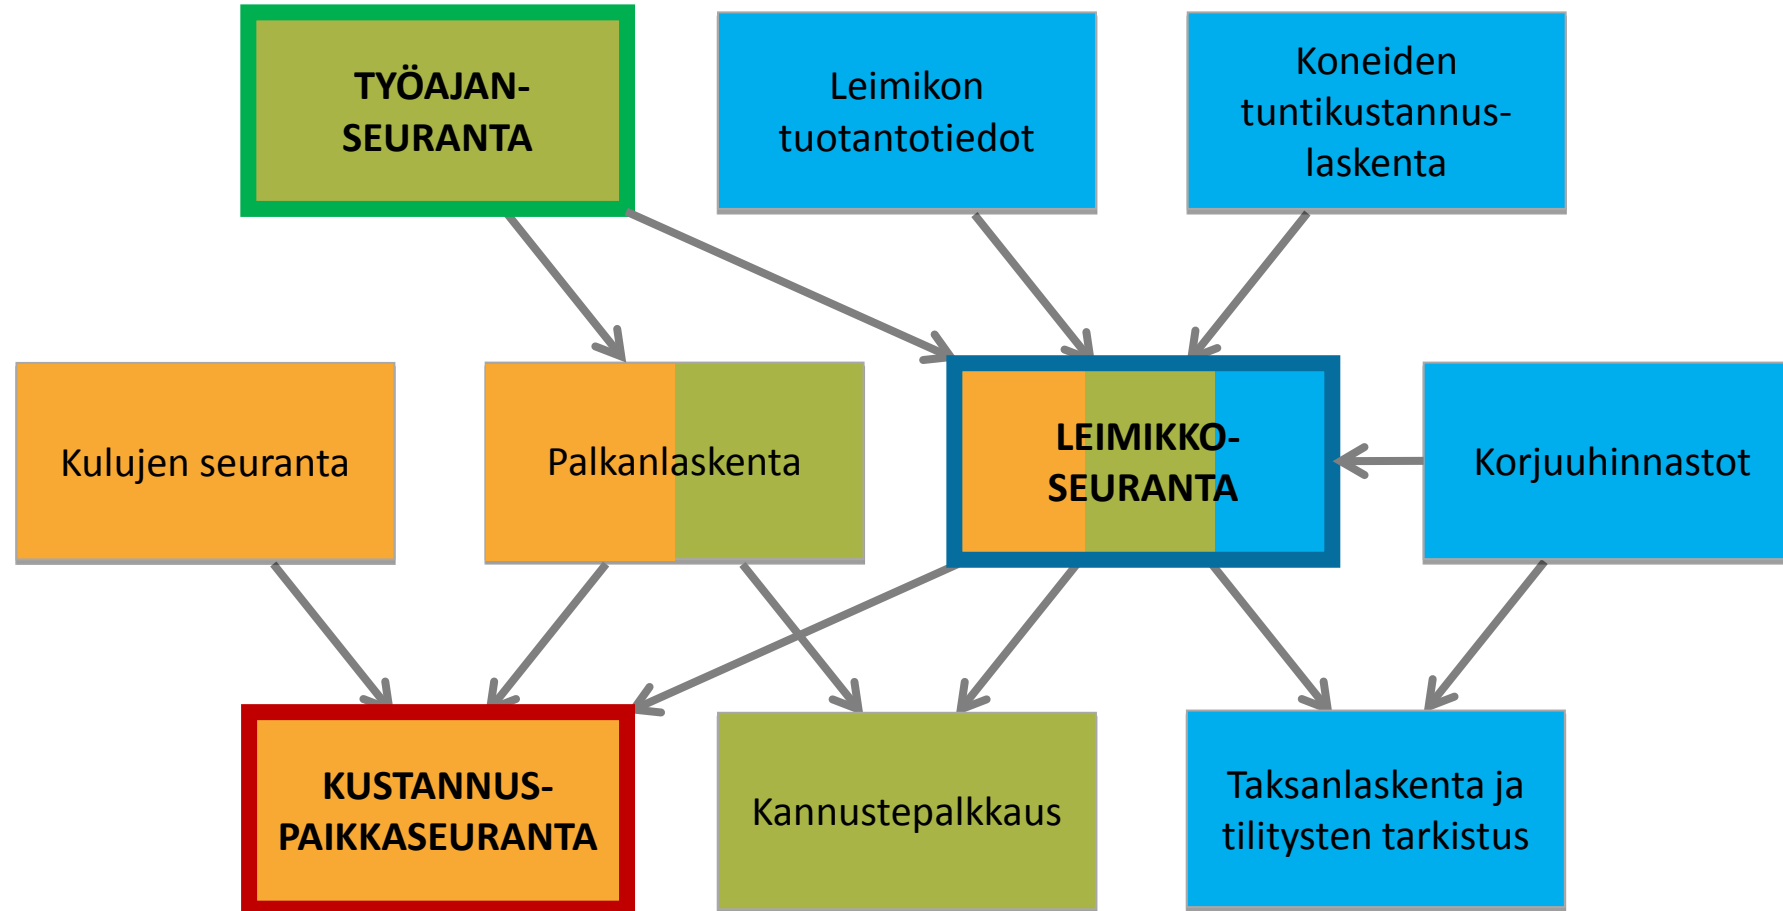 TYÖAJAN-
SEURANTA
Leimikon
tuotantotiedot
Koneiden
tuntikustannus-
laskenta
Kulujen seuranta
Palkanlaskenta
LEIMIKKO-
SEURANTA
Korjuuhinnastot
KUSTANNUS-
PAIKKASEURANTA
Kannustepalkkaus
Taksanlaskenta ja
tilitysten tarkistus